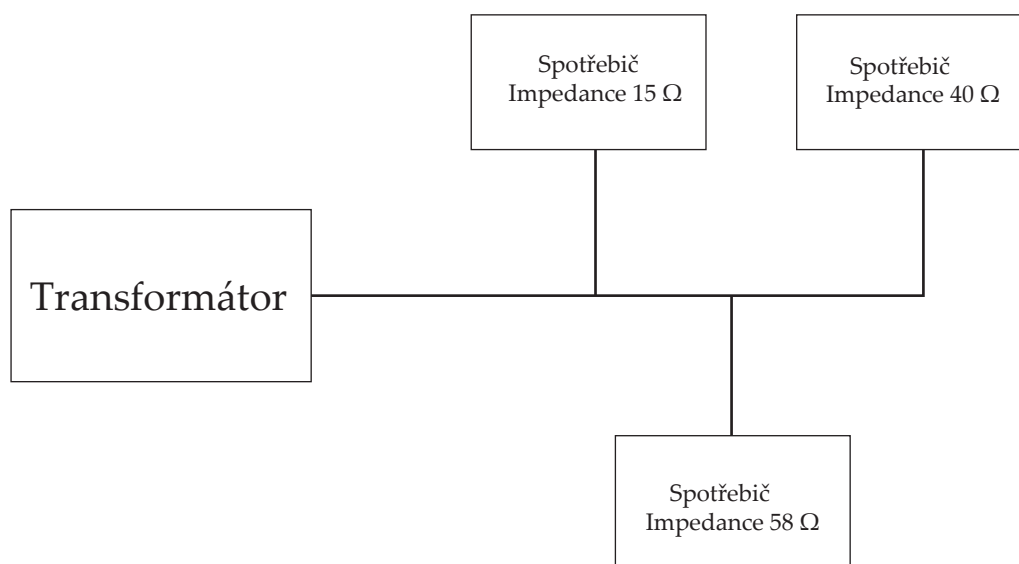 Spotřebič
Impedance 15 Ω
Spotřebič
Impedance 40 Ω
Transformátor
Spotřebič
Impedance 58 Ω